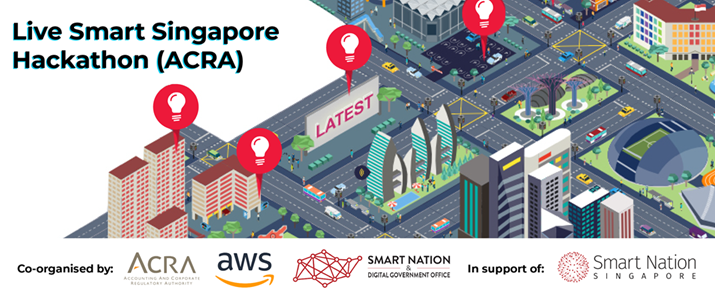 Live Smart Singapore
Hackathon (ACRA)
LATEST
Co-organised by:
ACRA
ACCOUNTING AND CORPORATE
REGULATORY AUTHORITY
aws
SMART NATION
&
DIGITAL GOVERNMENT OFFICE
In support of:
Smart Nation
SINGAPORE